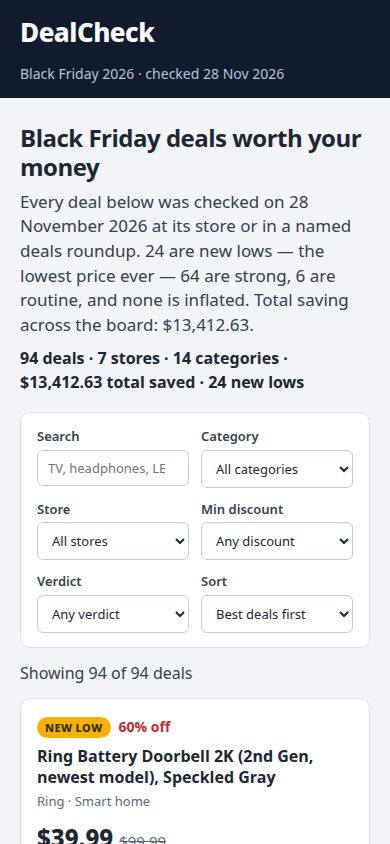 DealCheck
Black Friday 2026 · checked 28 Nov 2026
Black Friday deals worth your
money
Every deal below was checked on 28
November 2026 at its store or in a named
deals roundup. 24 are new lows — the
lowest price ever — 64 are strong, 6 are
routine, and none is inflated. Total saving
across the board: $13,412.63.
94 deals · 7 stores · 14 categories ·
$13,412.63 total saved · 24 new lows
Search Category
TV, headphones, LE All categories
Store Min discount
All stores Any discount
Verdict Sort
Any verdict Best deals first
Showing 94 of 94 deals
NEW LOW 60% off
Ring Battery Doorbell 2K (2nd Gen,
newest model), Speckled Gray
Ring · Smart home
$39.99 $99.99